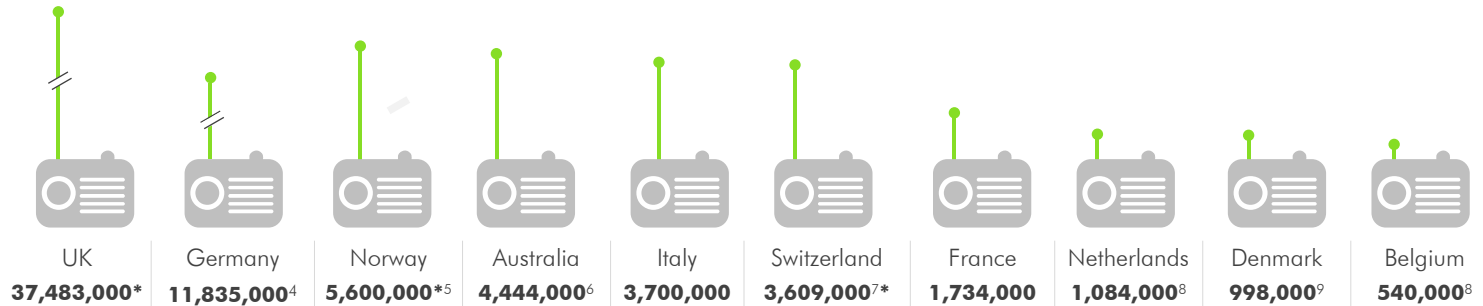 UK Germany Norway Australia Italy Switzerland France Netherlands Denmark Belgium
37,483,000* 11,835,000⁴ 5,600,000*⁵ 4,444,000⁶ 3,700,000 3,609,000⁷* 1,734,000 1,084,000⁸ 998,000⁹ 540,000⁸